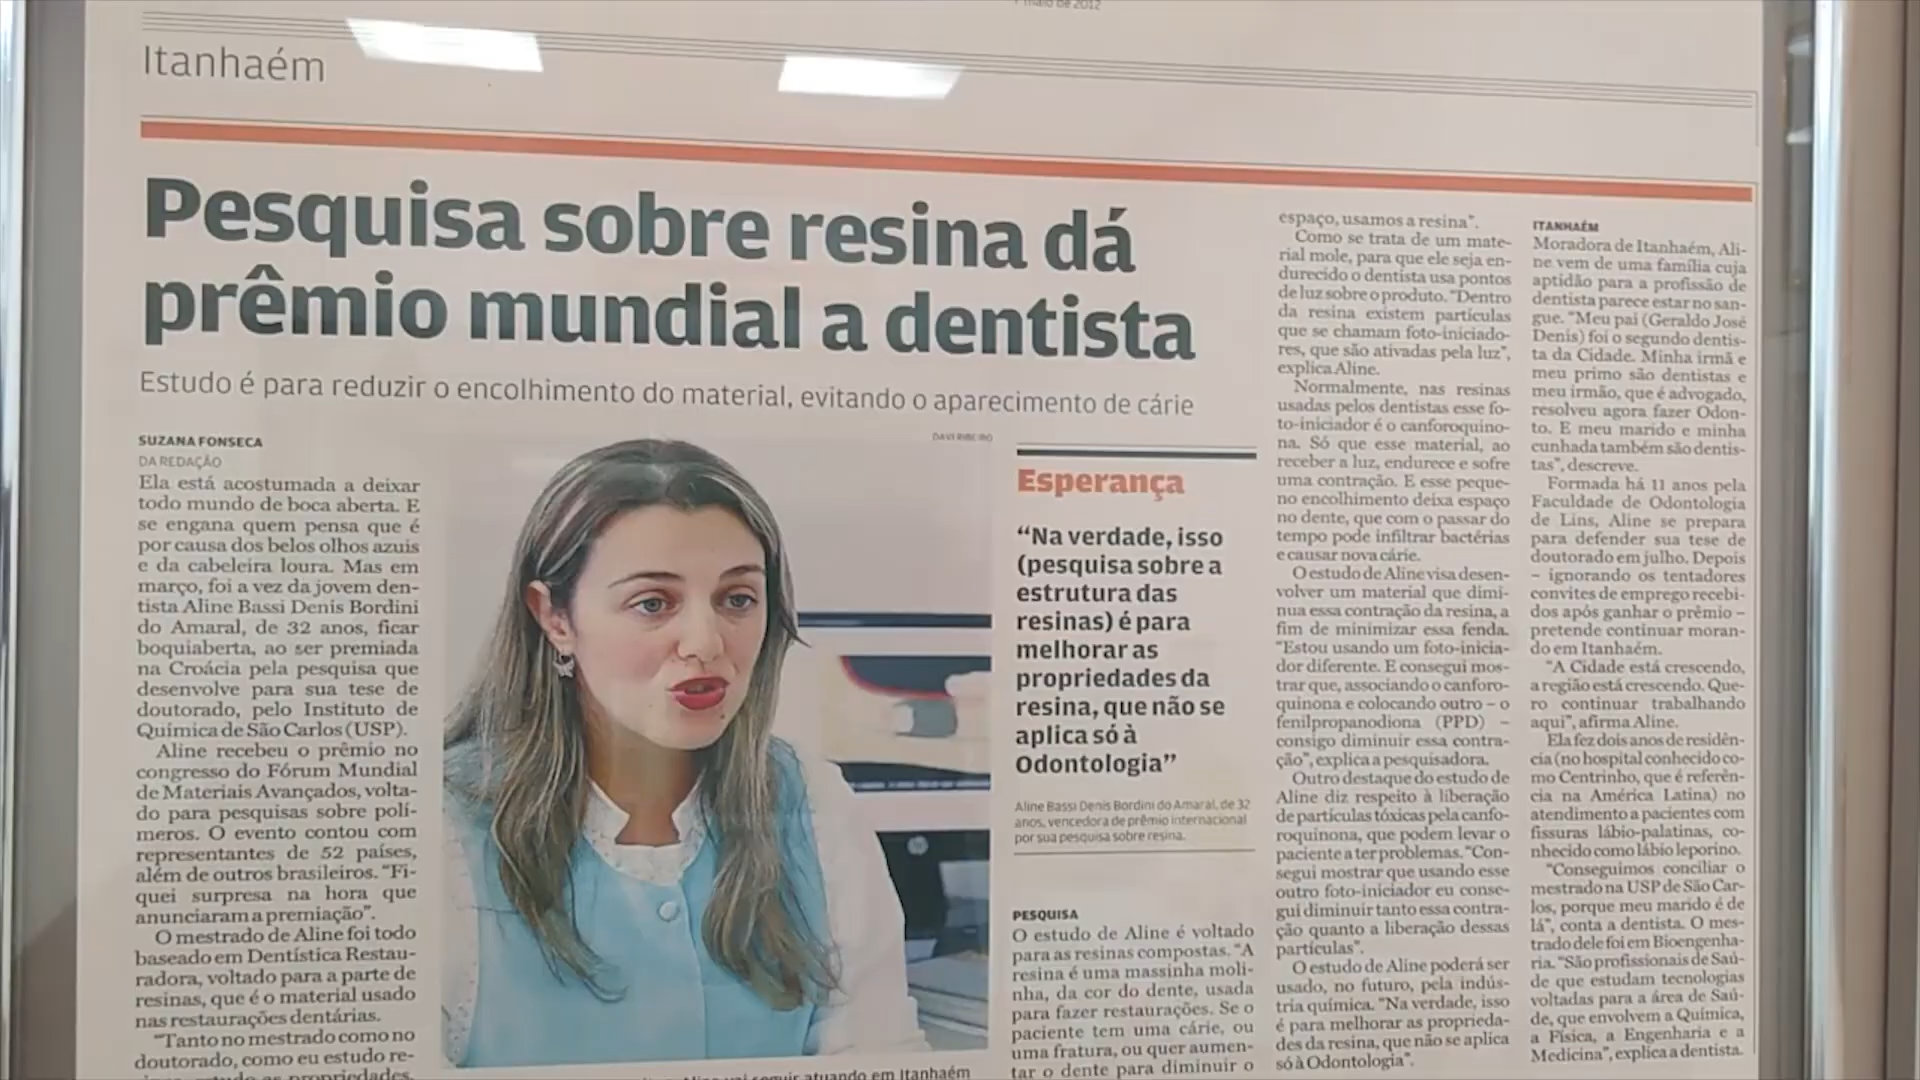 maio de 2012
Itanhaém
Pesquisa sobre resina dá
prêmio mundial a dentista
Estudo é para reduzir o encolhimento do material, evitando o aparecimento de cárie
SUZANA FONSECA
DA REDAÇÃO
Ela está acostumada a deixar
todo mundo de boca aberta. E
se engana quem pensa que é
por causa dos belos olhos azuis
e da cabeleira loura. Mas em
março, foi a vez da jovem den-
tista Aline Bassi Denis Bordini
do Amaral, de 32 anos, ficar
boquiaberta, ao ser premiada
na Croácia pela pesquisa que
desenvolve para sua tese de
doutorado, pelo Instituto de
Química de São Carlos (USP).
Aline recebeu o prêmio no
congresso do Fórum Mundial
de Materiais Avançados, volta-
do para pesquisas sobre polí-
meros. O evento contou com
representantes de 52 países,
além de outros brasileiros. “Fi-
quei surpresa na hora que
anunciaram a premiação”.
O mestrado de Aline foi todo
baseado em Dentística Restau-
radora, voltado para a parte de
resinas, que é o material usado
nas restaurações dentárias.
“Tanto no mestrado como no
doutorado, como eu estudo re-
propriedades,
DAVI RIBEIRO
seguir atuando em Itanhaém
Esperança
“Na verdade, isso
(pesquisa sobre a
estrutura das
resinas) é para
melhorar as
propriedades da
resina, que não se
aplica só à
Odontologia”
Aline Bassi Denis Bordini do Amaral, de 32
anos, vencedora de prêmio internacional
por sua pesquisa sobre resina.
PESQUISA
O estudo de Aline é voltado
para as resinas compostas. “A
resina é uma massinha moli-
nha, da cor do dente, usada
para fazer restaurações. Se o
paciente tem uma cárie, ou
uma fratura, ou quer aumen-
tar o dente para diminuir o
espaço, usamos a resina”.
Como se trata de um mate-
rial mole, para que ele seja en-
durecido o dentista usa pontos
de luz sobre o produto. “Dentro
da resina existem partículas
que se chamam foto-iniciado-
res, que são ativadas pela luz”,
explica Aline.
Normalmente, nas resinas
usadas pelos dentistas esse fo-
to-iniciador é o canforoquino-
na. Só que esse material, ao
receber a luz, endurece e sofre
uma contração. E esse peque-
no encolhimento deixa espaço
no dente, que com o passar do
tempo pode infiltrar bactérias
e causar nova cárie.
O estudo de Aline visa desen-
volver um material que dimi-
nua essa contração da resina, a
fim de minimizar essa fenda.
“Estou usando um foto-inicia-
dor diferente. E consegui mos-
trar que, associando o canforo-
quinona e colocando outro – o
fenilpropanodiona (PPD) –
consigo diminuir essa contra-
ção”, explica a pesquisadora.
Outro destaque do estudo de
Aline diz respeito à liberação
de partículas tóxicas pela canfo-
roquinona, que podem levar o
paciente a ter problemas. “Con-
segui mostrar que usando esse
outro foto-iniciador eu conse-
gui diminuir tanto essa contra-
ção quanto a liberação dessas
partículas”.
O estudo de Aline poderá ser
usado, no futuro, pela indús-
tria química. “Na verdade, isso
é para melhorar as proprieda-
des da resina, que não se aplica
só à Odontologia”.
ITANHAÉM
Moradora de Itanhaém, Ali-
ne vem de uma família cuja
aptidão para a profissão de
dentista parece estar no san-
gue. “Meu pai (Geraldo José
Denis) foi o segundo dentis-
ta da Cidade. Minha irmã e
meu primo são dentistas e
meu irmão, que é advogado,
resolveu agora fazer Odon-
to. E meu marido e minha
cunhada também são dentis-
tas”, descreve.
Formada há 11 anos pela
Faculdade de Odontologia
de Lins, Aline se prepara
para defender sua tese de
doutorado em julho. Depois
– ignorando os tentadores
convites de emprego recebi-
dos após ganhar o prêmio –
pretende continuar moran-
do em Itanhaém.
“A Cidade está crescendo,
a região está crescendo. Que-
ro continuar trabalhando
aqui”, afirma Aline.
Ela fez dois anos de residên-
cia (no hospital conhecido co-
mo Centrinho, que é referên-
cia na América Latina) no
atendimento a pacientes com
fissuras lábio-palatinas, co-
nhecido como lábio leporino.
“Conseguimos conciliar o
mestrado na USP de São Car-
los, porque meu marido é de
lá”, conta a dentista. O mes-
trado dele foi em Bioengenha-
ria. “São profissionais de Saú-
de que estudam tecnologias
voltadas para a área de Saú-
de, que envolvem a Química,
a Física, a Engenharia e a
Medicina”, explica a dentista.